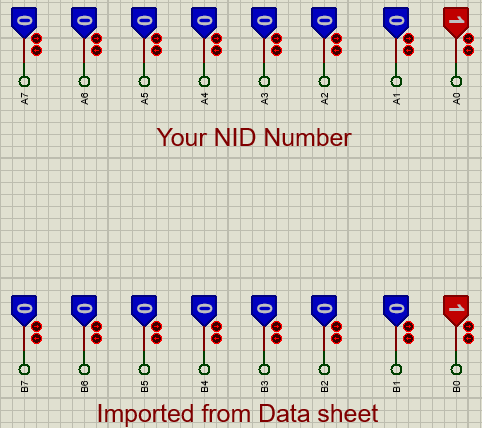 0 0 0 0 0 0 0 1
A7 A6 A5 A4 A3 A2 A1 A0
Your NID Number
0 0 0 0 0 0 0 1
B7 B6 B5 B4 B3 B2 B1 B0
Imported from Data sheet